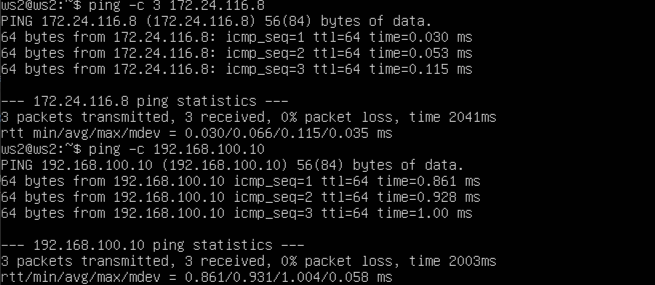 ws2@ws2:~$ ping -c 3 172.24.116.8
PING 172.24.116.8 (172.24.116.8) 56(84) bytes of data.
64 bytes from 172.24.116.8: icmp_seq=1 ttl=64 time=0.030 ms
64 bytes from 172.24.116.8: icmp_seq=2 ttl=64 time=0.053 ms
64 bytes from 172.24.116.8: icmp_seq=3 ttl=64 time=0.115 ms
--- 172.24.116.8 ping statistics ---
3 packets transmitted, 3 received, 0% packet loss, time 2041ms
rtt min/avg/max/mdev = 0.030/0.066/0.115/0.035 ms
ws2@ws2:~$ ping -c 192.168.100.10
PING 192.168.100.10 (192.168.100.10) 56(84) bytes of data.
64 bytes from 192.168.100.10 icmp_seq=1 ttl=64 time=0.861 ms
64 bytes from 192.168.100.10 icmp_seq=2 ttl=64 time=0.928 ms
64 bytes from 192.168.100.10 icmp_seq=3 tti=64 time=1.00 ms
--- 192.168.100.10 ping statistics ---
3 packets transmitted, 3 received, 0% packet loss, time 2003ms
rtt/min/avg/max/mdev = 0.861/0.931/1.004/0.058 ms